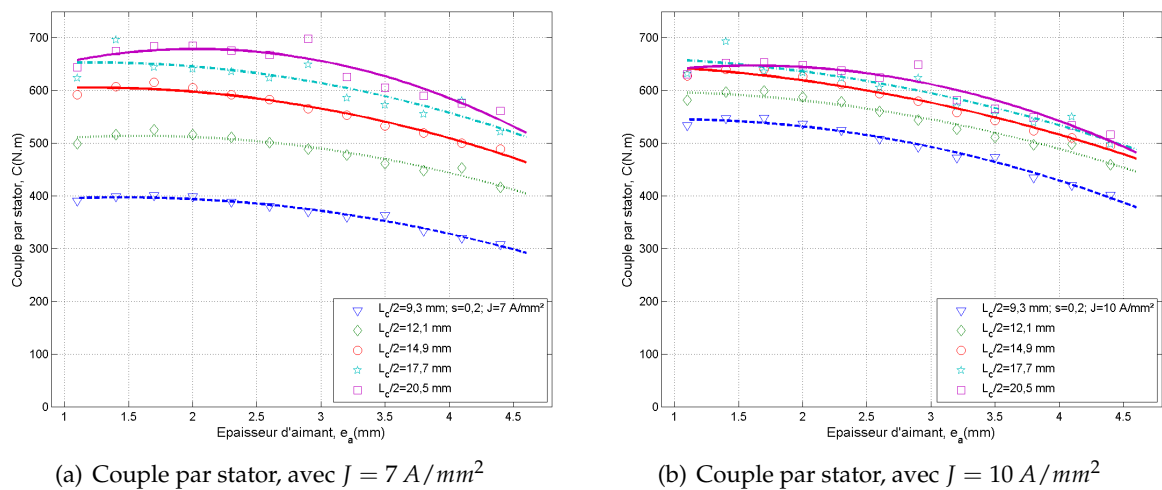 700
600
500
400
300
200
100
0
Couple par stator, C(N.m)
1
1.5
2
2.5
3
3.5
4
4.5
Epaisseur d'aimant, e_a(mm)
L_c/2=9,3 mm; s=0,2; J=7 A/mm²
L_c/2=12,1 mm
L_c/2=14,9 mm
L_c/2=17,7 mm
L_c/2=20,5 mm
(a) Couple par stator, avec J = 7 A/mm²
700
600
500
400
300
200
100
0
Couple par stator, C(N.m)
1
1.5
2
2.5
3
3.5
4
4.5
Epaisseur d'aimant, e_a(mm)
L_c/2=9,3 mm; s=0,2; J=10 A/mm²
L_c/2=12,1 mm
L_c/2=14,9 mm
L_c/2=17,7 mm
L_c/2=20,5 mm
(b) Couple par stator, avec J = 10 A/mm²